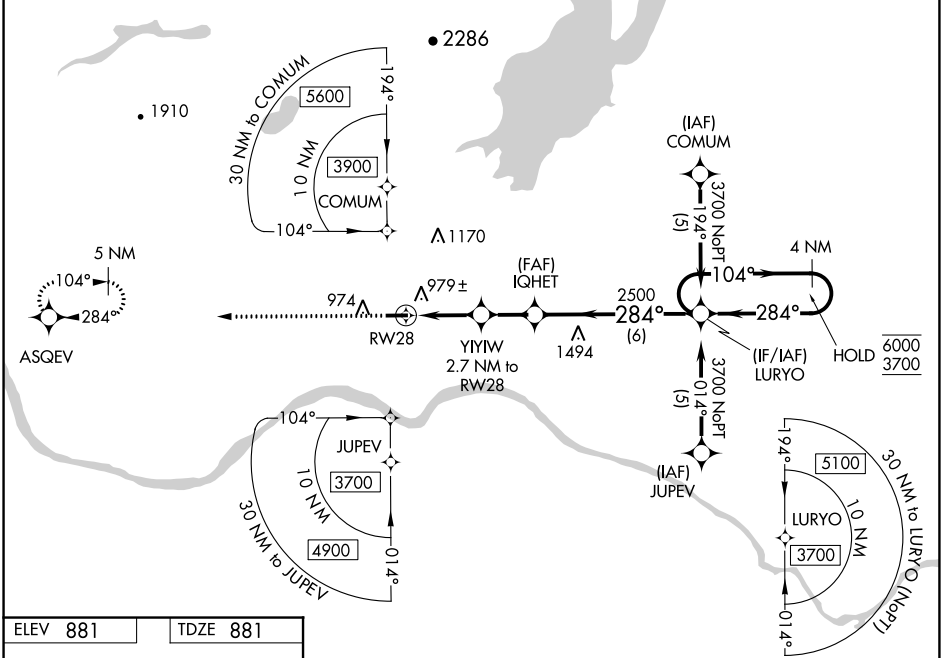 2286
1910
30 NM to COMUM
5600
194°
10 NM
3900
COMUM
104°
(IAF)
COMUM
3700 NoPT
194°
(5)
4 NM
104°
284°
HOLD
6000
3700
(IF/IAF)
LURYO
5 NM
104°
284°
ASQEV
1170
979±
974
RW28
(FAF)
IQHET
YIYIW
2.7 NM to
RW28
1494
2500
284°
(6)
3700 NoPT
014°
(5)
(IAF)
JUPEV
104°
JUPEV
3700
10 NM
4900
30 NM to JUPEV
014°
194°
5100
30 NM to LURYO (NoPT)
10 NM
LURYO
3700
014°
ELEV 881
TDZE 881